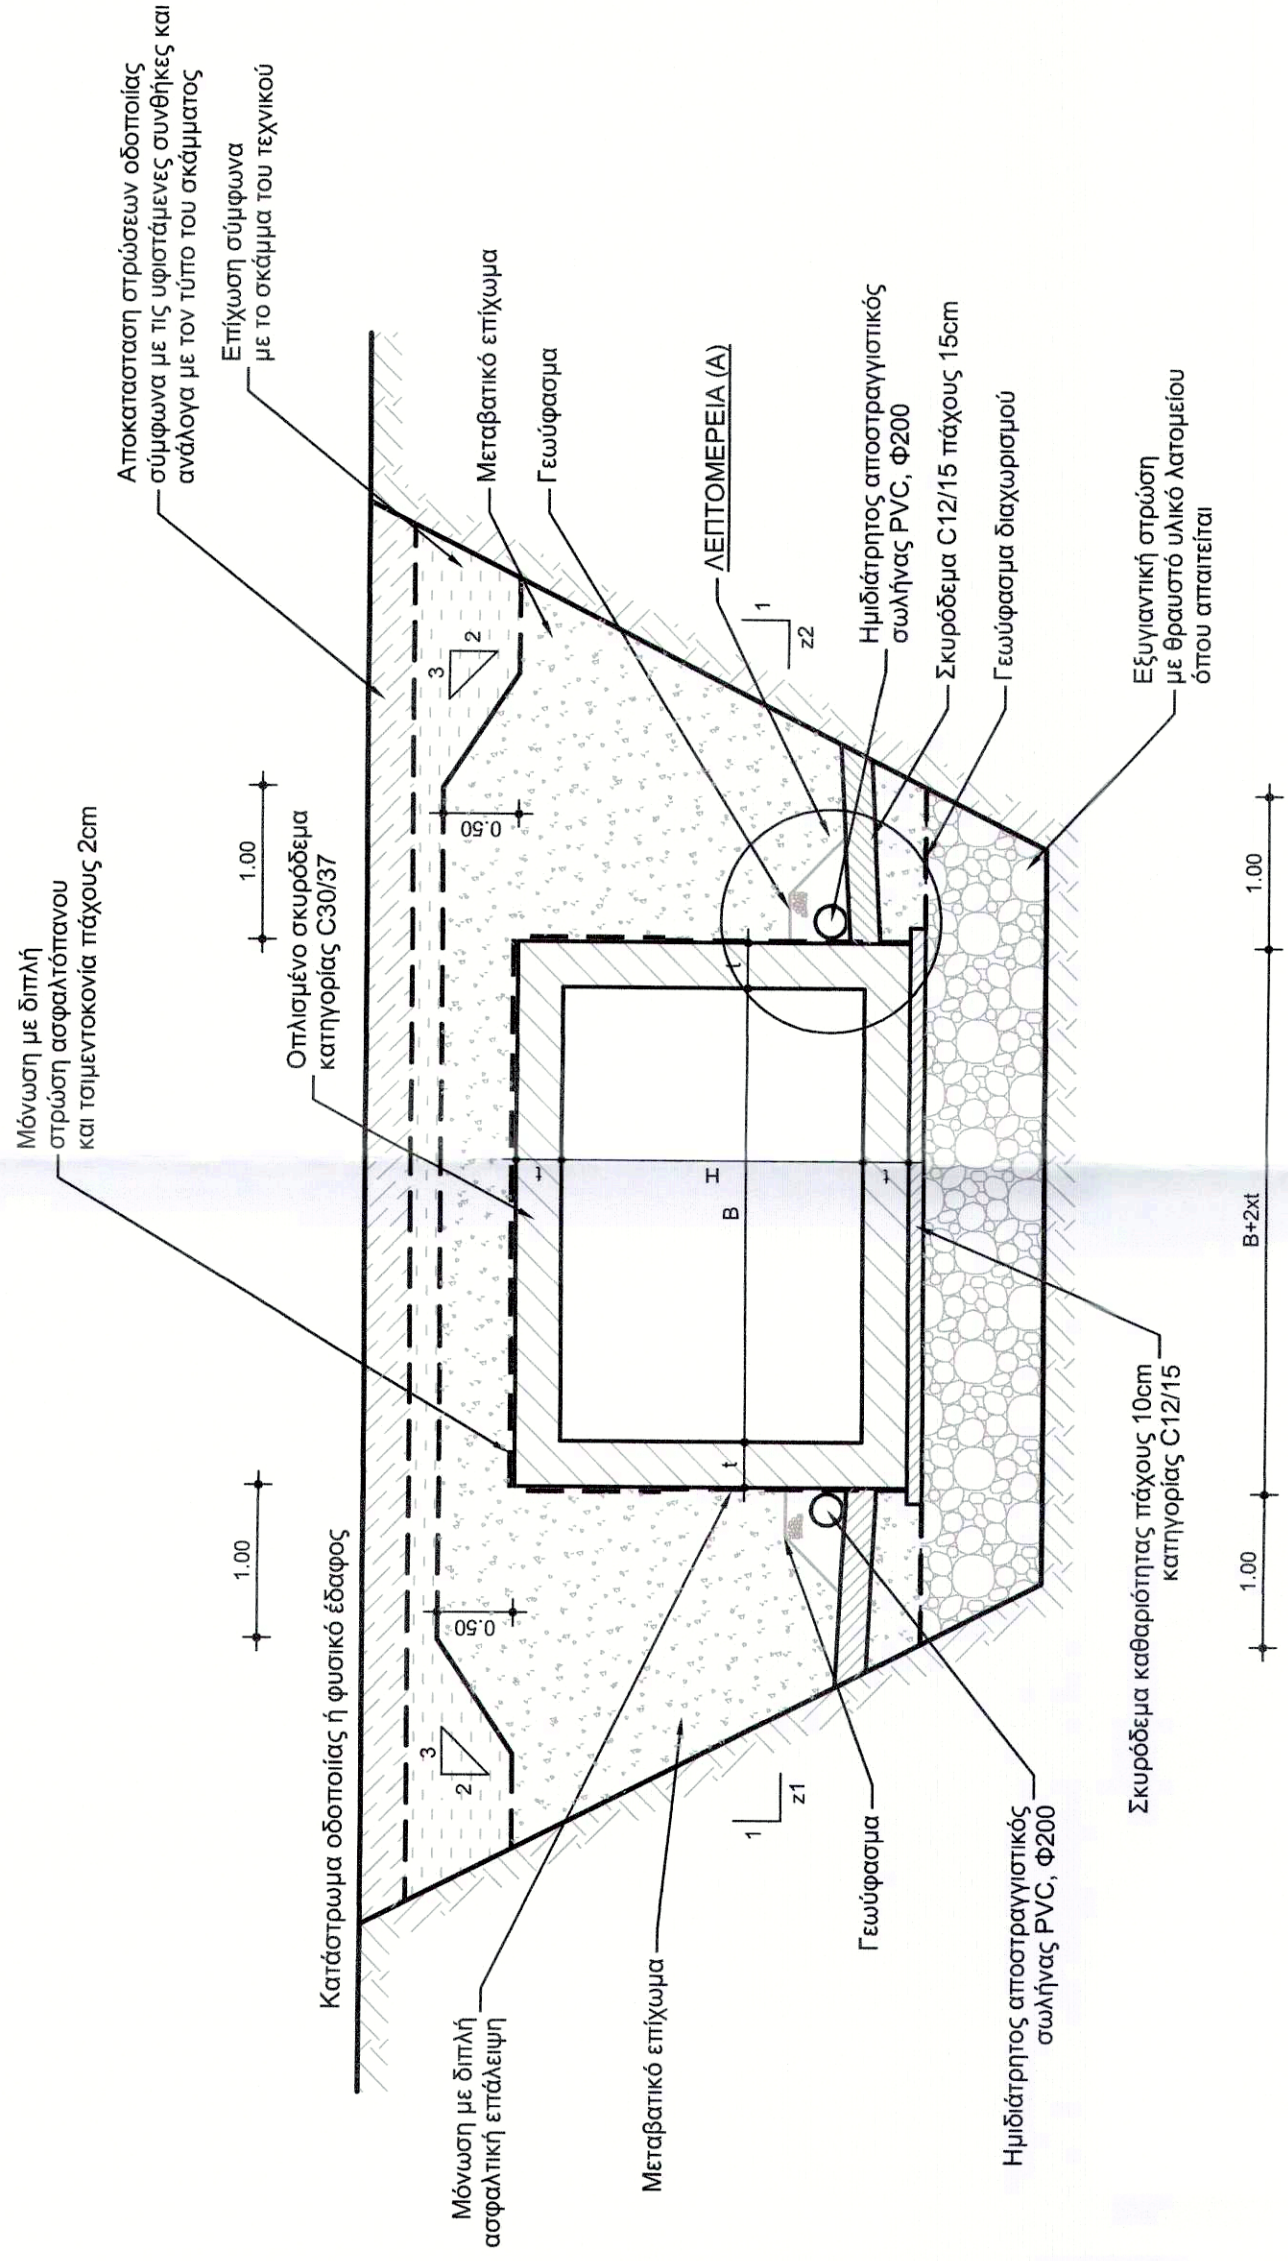 Μόνωση με διπλή
στρώση ασφαλτόπανου
και τσιμεντοκονία πάχους 2cm
Αποκατασταση στρώσεων οδοποιίας
σύμφωνα με τις υφιστάμενες συνθήκες και
ανάλογα με τον τύπο του σκάμματος
Επίχωση σύμφωνα
με το σκάμμα του τεχνικού
1.00
1.00
Οπλισμένο σκυρόδεμα
κατηγορίας C30/37
Κατάστρωμα οδοποιίας ή φυσικό έδαφος
3
2
0.50
0.50
3
2
Μεταβατικό επίχωμα
Γεωύφασμα
Μόνωση με διπλή
ασφαλτική επάλειψη
t
H
B
t
t
t
ΛΕΠΤΟΜΕΡΕΙΑ (Α)
1
z1
1
z2
Μεταβατικό επίχωμα
Γεωύφασμα
Ημιδιάτρητος αποστραγγιστικός
σωλήνας PVC, Φ200
Σκυρόδεμα C12/15 πάχους 15cm
Γεωύφασμα διαχωρισμού
Ημιδιάτρητος αποστραγγιστικός
σωλήνας PVC, Φ200
Σκυρόδεμα καθαριότητας πάχους 10cm
κατηγορίας C12/15
Εξυγιαντική στρώση
με θραυστό υλικό λατομείου
όπου απαιτείται
1.00
B+2xt
1.00